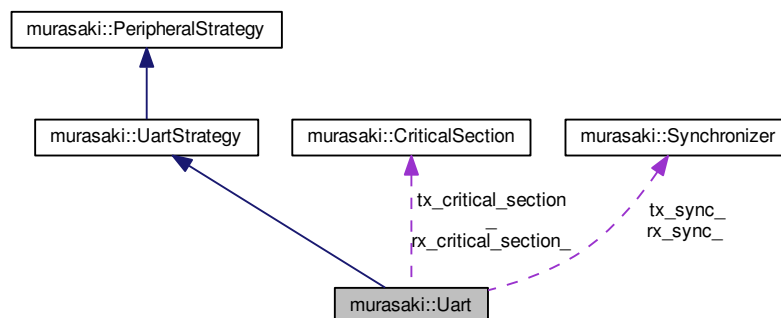 murasaki::PeripheralStrategy
murasaki::UartStrategy
murasaki::CriticalSection
murasaki::Synchronizer
tx_critical_section
_
rx_critical_section_
tx_sync_
rx_sync_
murasaki::Uart